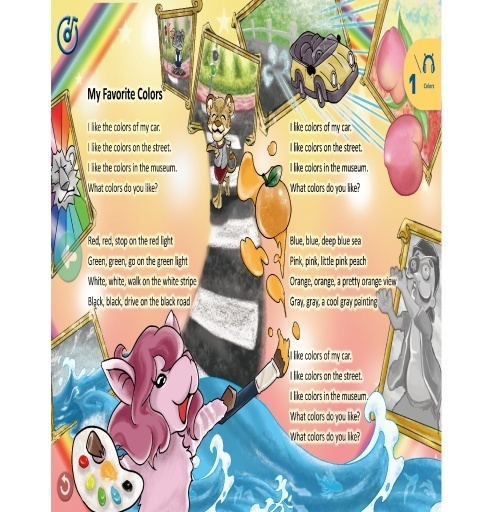 1
Colors
My Favorite Colors
I like the colors of my car.
I like the colors on the street.
I like the colors in the museum.
What colors do you like?
Red, red, stop on the red light
Green, green, go on the green light
White, white, walk on the white stripe
Black, black, drive on the black road
I like colors of my car.
I like colors on the street.
I like colors in the museum.
What colors do you like?
Blue, blue, deep blue sea
Pink, pink, little pink peach
Orange, orange, a pretty orange view
Gray, gray, a cool gray painting
I like colors of my car.
I like colors on the street.
I like colors in the museum.
What colors do you like?
What colors do you like?